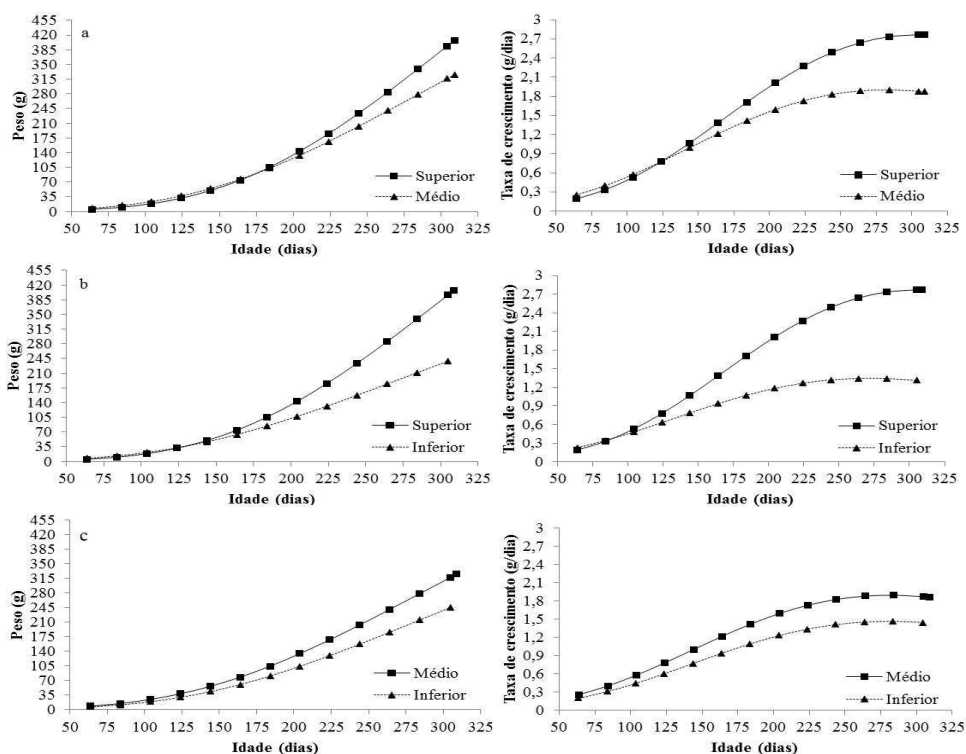 a
Peso (g)
455
420
385
350
315
280
245
210
175
140
105
70
35
0
50 75 100 125 150 175 200 225 250 275 300 325
Idade (dias)
Superior
Médio
Taxa de crescimento (g/dia)
3
2,7
2,4
2,1
1,8
1,5
1,2
0,9
0,6
0,3
0
50 75 100 125 150 175 200 225 250 275 300 325
Idade (dias)
Superior
Médio
b
Peso (g)
455
420
385
350
315
280
245
210
175
140
105
70
35
0
50 75 100 125 150 175 200 225 250 275 300 325
Idade (dias)
Superior
Inferior
Taxa de crescimento (g/dia)
3
2,7
2,4
2,1
1,8
1,5
1,2
0,9
0,6
0,3
0
50 75 100 125 150 175 200 225 250 275 300 325
Idade (dias)
Superior
Inferior
c
Peso (g)
455
420
385
350
315
280
245
210
175
140
105
70
35
0
50 75 100 125 150 175 200 225 250 275 300 325
Idade (dias)
Médio
Inferior
Taxa de crescimento (g/dia)
3
2,7
2,4
2,1
1,8
1,5
1,2
0,9
0,6
0,3
0
50 75 100 125 150 175 200 225 250 275 300 325
Idade (dias)
Médio
Inferior